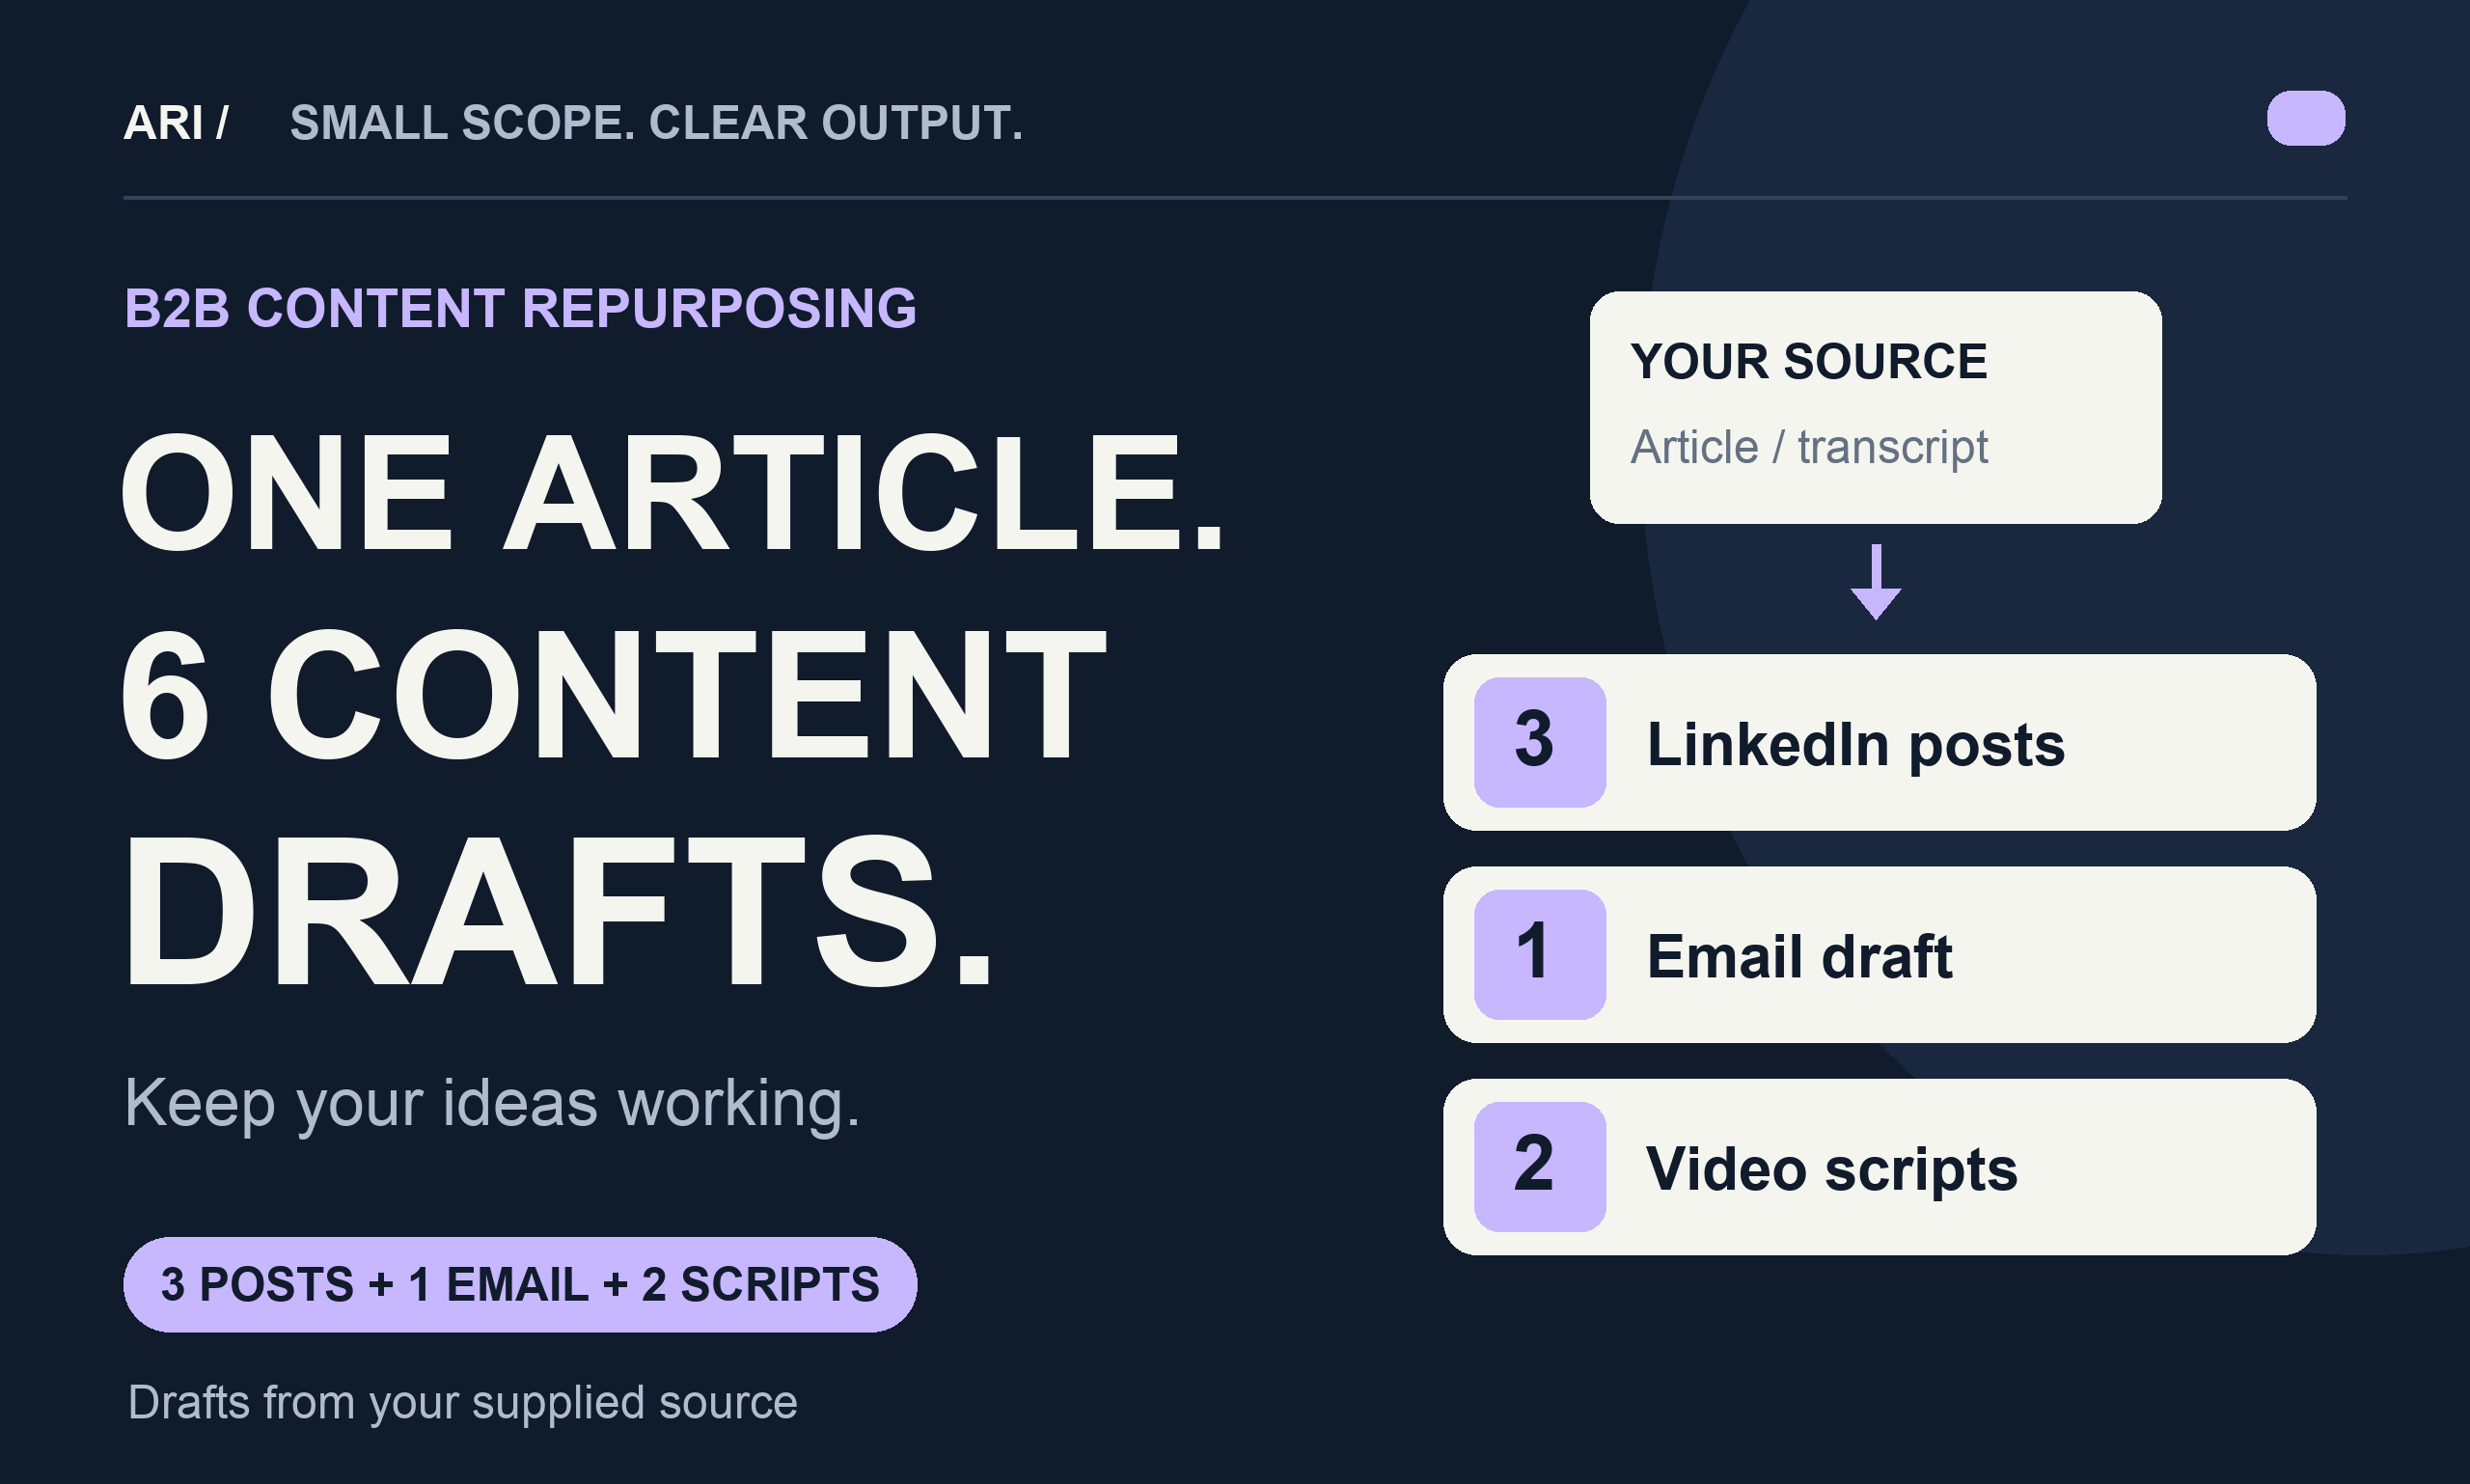 ARI / SMALL SCOPE. CLEAR OUTPUT.
B2B CONTENT REPURPOSING
ONE ARTICLE.
6 CONTENT
DRAFTS.
Keep your ideas working.
3 POSTS + 1 EMAIL + 2 SCRIPTS
Drafts from your supplied source
YOUR SOURCE
Article / transcript
3 LinkedIn posts
1 Email draft
2 Video scripts